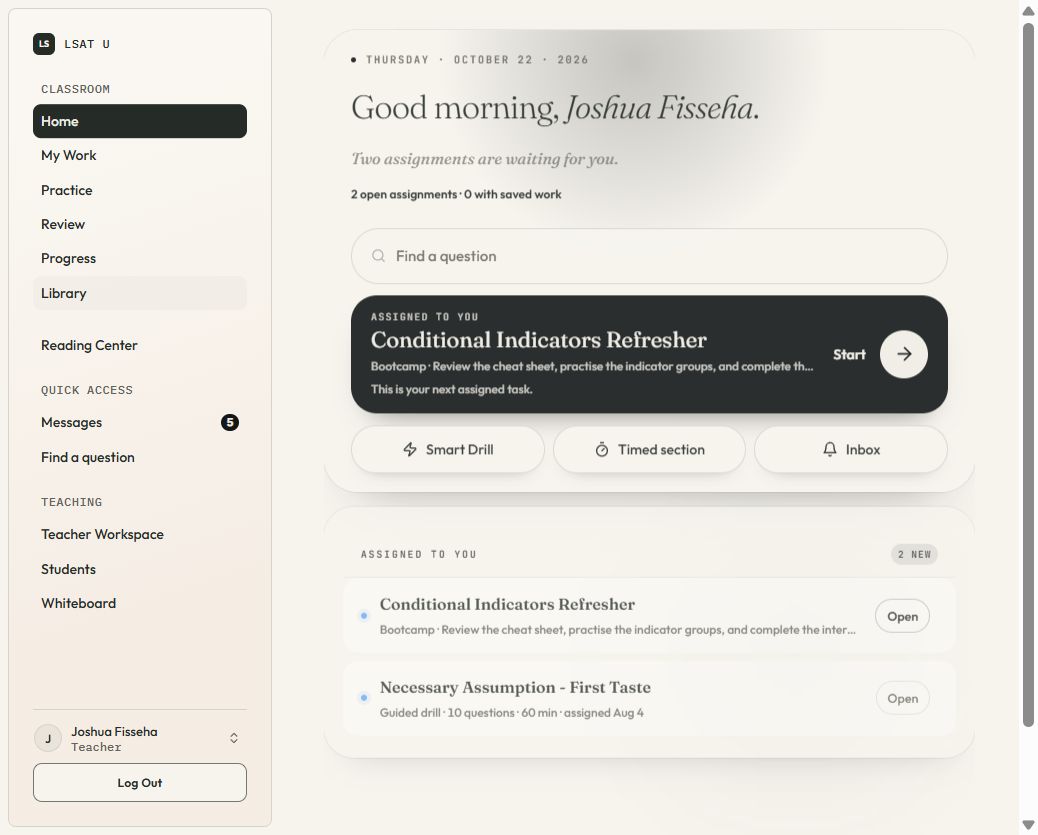 LS LSAT U
CLASSROOM
Home
My Work
Practice
Review
Progress
Library
Reading Center
QUICK ACCESS
Messages 5
Find a question
TEACHING
Teacher Workspace
Students
Whiteboard
J Joshua Fisseha
Teacher
Log Out
THURSDAY · OCTOBER 22 · 2026
Good morning, Joshua Fisseha.
Two assignments are waiting for you.
2 open assignments · 0 with saved work
Find a question
ASSIGNED TO YOU
Conditional Indicators Refresher
Bootcamp · Review the cheat sheet, practise the indicator groups, and complete th...
This is your next assigned task.
Start
Smart Drill
Timed section
Inbox
ASSIGNED TO YOU 2 NEW
Conditional Indicators Refresher
Bootcamp · Review the cheat sheet, practise the indicator groups, and complete the inter...
Open
Necessary Assumption - First Taste
Guided drill · 10 questions · 60 min · assigned Aug 4
Open